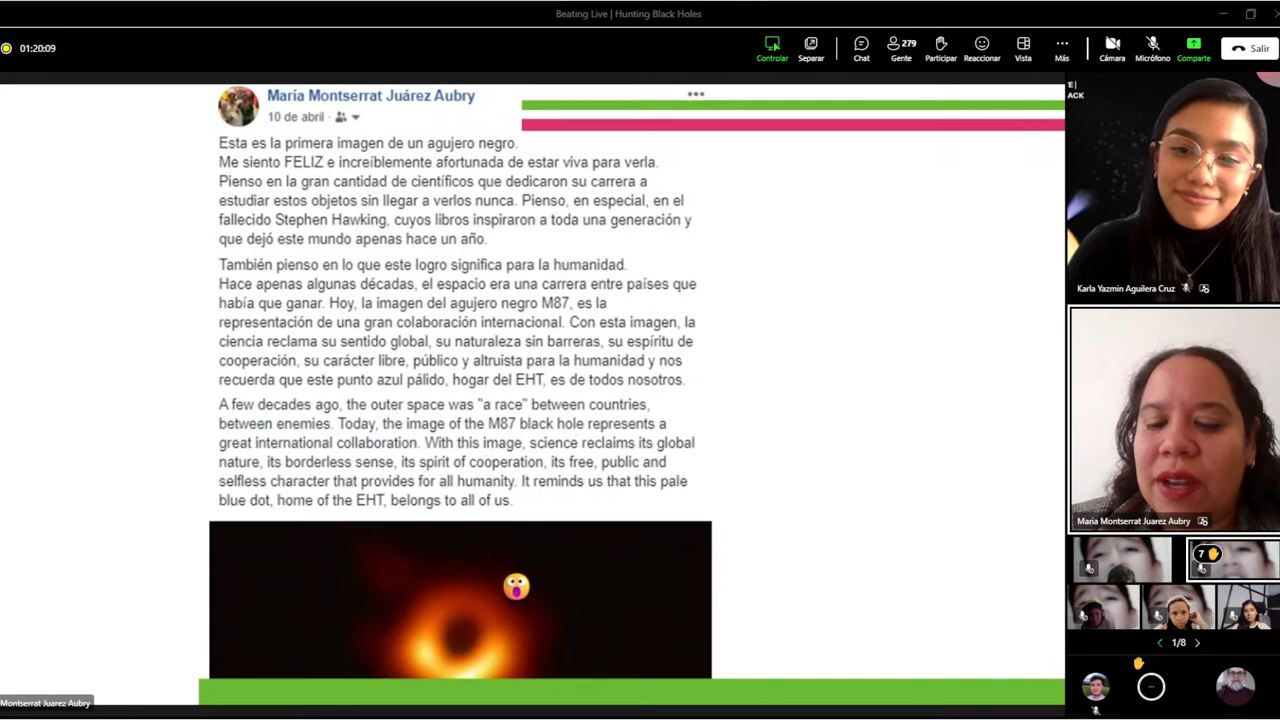 Beating Live | Hunting Black Holes
01:20:09
Controlar
Separar
Chat
279
Gente
Participar
Reaccionar
Vista
Más
Cámara
Micrófono
Comparte
Salir
María Montserrat Juárez Aubry
10 de abril ·
Esta es la primera imagen de un agujero negro.
Me siento FELIZ e increíblemente afortunada de estar viva para verla.
Pienso en la gran cantidad de científicos que dedicaron su carrera a
estudiar estos objetos sin llegar a verlos nunca. Pienso, en especial, en el
fallecido Stephen Hawking, cuyos libros inspiraron a toda una generación y
que dejó este mundo apenas hace un año.
También pienso en lo que este logro significa para la humanidad.
Hace apenas algunas décadas, el espacio era una carrera entre países que
había que ganar. Hoy, la imagen del agujero negro M87, es la
representación de una gran colaboración internacional. Con esta imagen, la
ciencia reclama su sentido global, su naturaleza sin barreras, su espíritu de
cooperación, su carácter libre, público y altruista para la humanidad y nos
recuerda que este punto azul pálido, hogar del EHT, es de todos nosotros.
A few decades ago, the outer space was "a race" between countries,
between enemies. Today, the image of the M87 black hole represents a
great international collaboration. With this image, science reclaims its global
nature, its borderless sense, its spirit of cooperation, its free, public and
selfless character that provides for all humanity. It reminds us that this pale
blue dot, home of the EHT, belongs to all of us.
Montserrat Juarez Aubry
ACK
Karla Yazmin Aguilera Cruz
Maria Montserrat Juarez Aubry
7
1/8